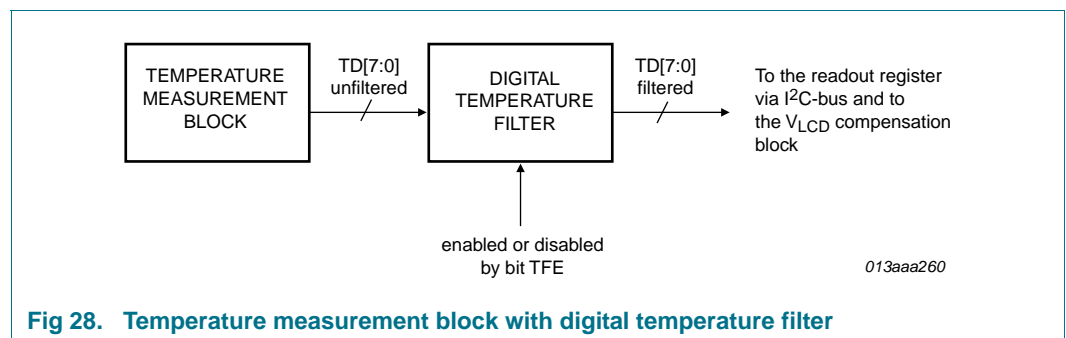 TEMPERATURE
MEASUREMENT
BLOCK
TD[7:0]
unfiltered
DIGITAL
TEMPERATURE
FILTER
TD[7:0]
filtered
To the readout register
via I2C-bus and to
the VLCD compensation
block
enabled or disabled
by bit TFE
013aaa260
Fig 28. Temperature measurement block with digital temperature filter